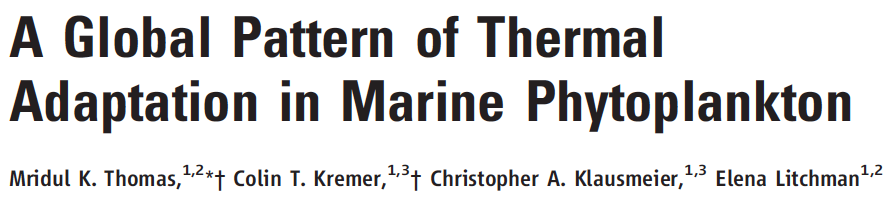 A Global Pattern of Thermal
Adaptation in Marine Phytoplankton
Mridul K. Thomas,1,2*† Colin T. Kremer,1,3† Christopher A. Klausmeier,1,3 Elena Litchman1,2